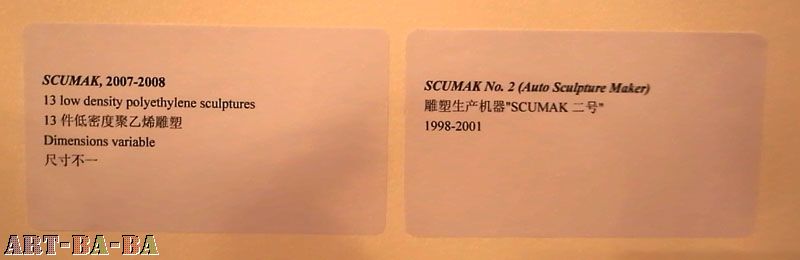 SCUMAK, 2007-2008
13 low density polyethylene sculptures
13 件低密度聚乙烯雕塑
Dimensions variable
尺寸不一
SCUMAK No. 2 (Auto Sculpture Maker)
雕塑生产机器"SCUMAK 二号"
1998-2001
ART-BA-BA